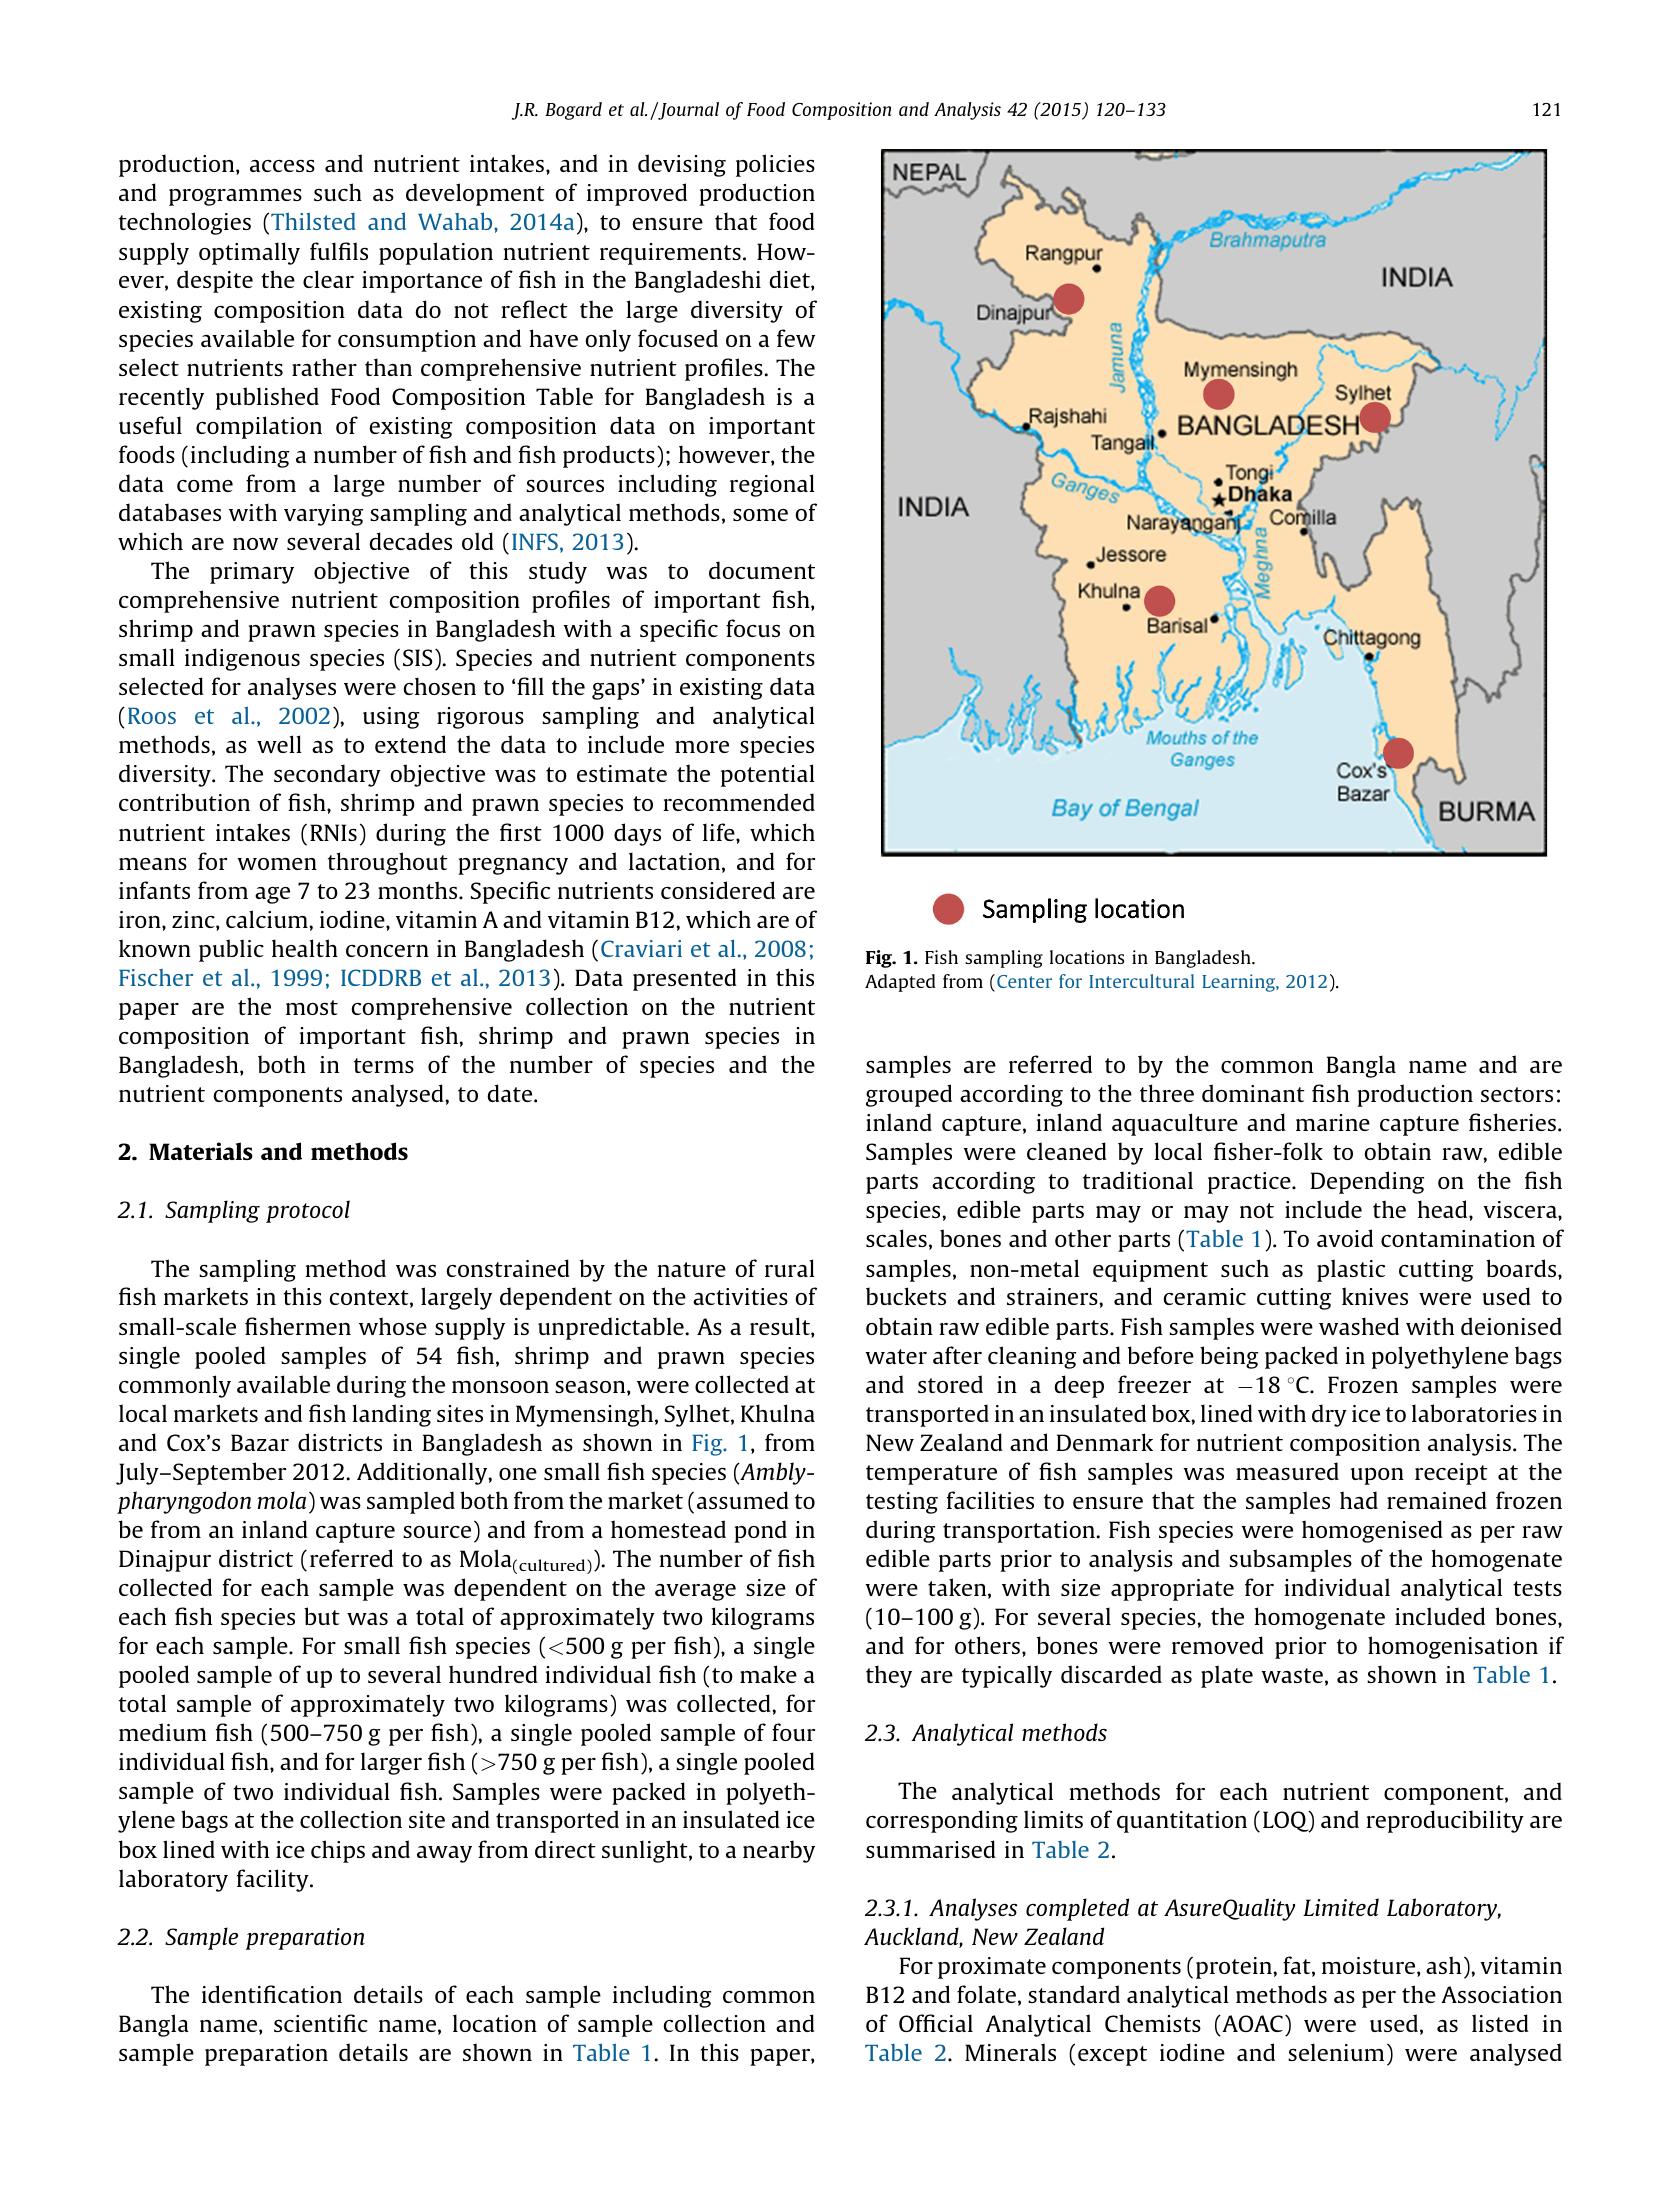 J.R. Bogard et al. / Journal of Food Composition and Analysis 42 (2015) 120–133
121
production, access and nutrient intakes, and in devising policies
and programmes such as development of improved production
technologies (Thilsted and Wahab, 2014a), to ensure that food
supply optimally fulfils population nutrient requirements. How-
ever, despite the clear importance of fish in the Bangladeshi diet,
existing composition data do not reflect the large diversity of
species available for consumption and have only focused on a few
select nutrients rather than comprehensive nutrient profiles. The
recently published Food Composition Table for Bangladesh is a
useful compilation of existing composition data on important
foods (including a number of fish and fish products); however, the
data come from a large number of sources including regional
databases with varying sampling and analytical methods, some of
which are now several decades old (INFS, 2013).
The primary objective of this study was to document
comprehensive nutrient composition profiles of important fish,
shrimp and prawn species in Bangladesh with a specific focus on
small indigenous species (SIS). Species and nutrient components
selected for analyses were chosen to ‘fill the gaps’ in existing data
(Roos et al., 2002), using rigorous sampling and analytical
methods, as well as to extend the data to include more species
diversity. The secondary objective was to estimate the potential
contribution of fish, shrimp and prawn species to recommended
nutrient intakes (RNIs) during the first 1000 days of life, which
means for women throughout pregnancy and lactation, and for
infants from age 7 to 23 months. Specific nutrients considered are
iron, zinc, calcium, iodine, vitamin A and vitamin B12, which are of
known public health concern in Bangladesh (Craviari et al., 2008;
Fischer et al., 1999; ICDDRB et al., 2013). Data presented in this
paper are the most comprehensive collection on the nutrient
composition of important fish, shrimp and prawn species in
Bangladesh, both in terms of the number of species and the
nutrient components analysed, to date.
2. Materials and methods
2.1. Sampling protocol
The sampling method was constrained by the nature of rural
fish markets in this context, largely dependent on the activities of
small-scale fishermen whose supply is unpredictable. As a result,
single pooled samples of 54 fish, shrimp and prawn species
commonly available during the monsoon season, were collected at
local markets and fish landing sites in Mymensingh, Sylhet, Khulna
and Cox’s Bazar districts in Bangladesh as shown in Fig. 1, from
July–September 2012. Additionally, one small fish species (Ambly-
pharyngodon mola) was sampled both from the market (assumed to
be from an inland capture source) and from a homestead pond in
Dinajpur district (referred to as Mola(cultured)). The number of fish
collected for each sample was dependent on the average size of
each fish species but was a total of approximately two kilograms
for each sample. For small fish species (<500 g per fish), a single
pooled sample of up to several hundred individual fish (to make a
total sample of approximately two kilograms) was collected, for
medium fish (500–750 g per fish), a single pooled sample of four
individual fish, and for larger fish (>750 g per fish), a single pooled
sample of two individual fish. Samples were packed in polyeth-
ylene bags at the collection site and transported in an insulated ice
box lined with ice chips and away from direct sunlight, to a nearby
laboratory facility.
2.2. Sample preparation
The identification details of each sample including common
Bangla name, scientific name, location of sample collection and
sample preparation details are shown in Table 1. In this paper,
NEPAL
Brahmaputra
Rangpur
INDIA
Dinajpur
Jamuna
Mymensingh
Sylhet
Rajshahi
BANGLADESH
Tangail
Tongi
Ganges
Dhaka
INDIA
Narayanganj
Comilla
Meghna
Jessore
Khulna
Barisal
Chittagong
Mouths of the
Ganges
Cox's
Bazar
Bay of Bengal
BURMA
Sampling location
Fig. 1. Fish sampling locations in Bangladesh.
Adapted from (Center for Intercultural Learning, 2012).
samples are referred to by the common Bangla name and are
grouped according to the three dominant fish production sectors:
inland capture, inland aquaculture and marine capture fisheries.
Samples were cleaned by local fisher-folk to obtain raw, edible
parts according to traditional practice. Depending on the fish
species, edible parts may or may not include the head, viscera,
scales, bones and other parts (Table 1). To avoid contamination of
samples, non-metal equipment such as plastic cutting boards,
buckets and strainers, and ceramic cutting knives were used to
obtain raw edible parts. Fish samples were washed with deionised
water after cleaning and before being packed in polyethylene bags
and stored in a deep freezer at −18 °C. Frozen samples were
transported in an insulated box, lined with dry ice to laboratories in
New Zealand and Denmark for nutrient composition analysis. The
temperature of fish samples was measured upon receipt at the
testing facilities to ensure that the samples had remained frozen
during transportation. Fish species were homogenised as per raw
edible parts prior to analysis and subsamples of the homogenate
were taken, with size appropriate for individual analytical tests
(10–100 g). For several species, the homogenate included bones,
and for others, bones were removed prior to homogenisation if
they are typically discarded as plate waste, as shown in Table 1.
2.3. Analytical methods
The analytical methods for each nutrient component, and
corresponding limits of quantitation (LOQ) and reproducibility are
summarised in Table 2.
2.3.1. Analyses completed at AsureQuality Limited Laboratory,
Auckland, New Zealand
For proximate components (protein, fat, moisture, ash), vitamin
B12 and folate, standard analytical methods as per the Association
of Official Analytical Chemists (AOAC) were used, as listed in
Table 2. Minerals (except iodine and selenium) were analysed